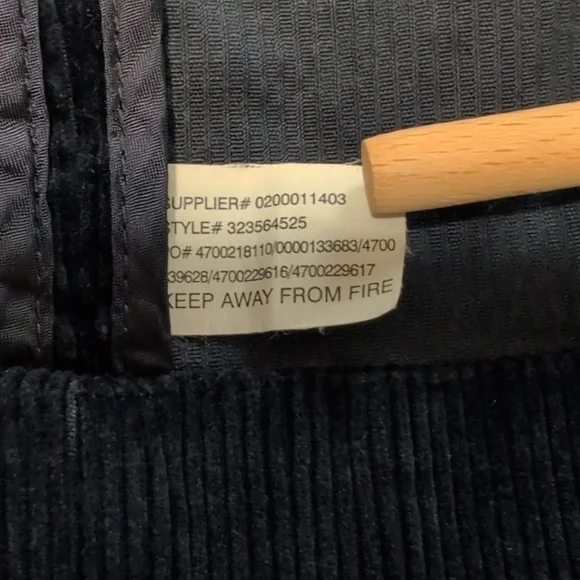 SUPPLIER# 0200011403
STYLE# 323564525
PO# 4700218110/0000133683/4700
39628/4700229616/4700229617
KEEP AWAY FROM FIRE